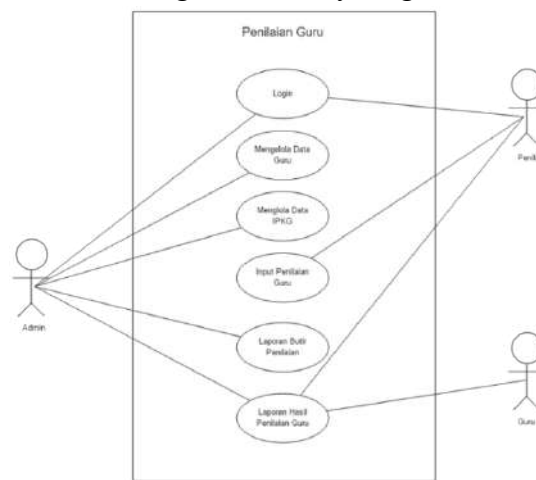 Penilaian Guru
Login
Mengelola Data
Guru
Menglola Data
IPKG
Input Penilaian
Guru
Admin
Laporan Butir
Penilaian
Laporan Hasil
Penilaian Guru
Guru